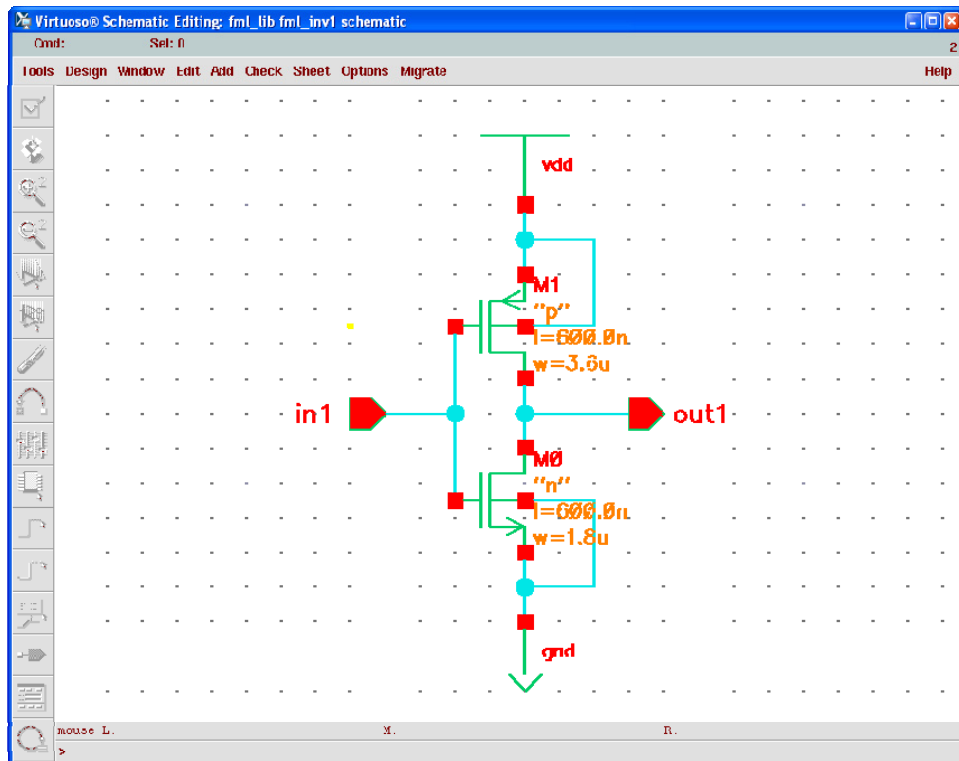 Virtuoso® Schematic Editing: fml_lib fml_inv1 schematic
Cmd: Sel: 0
2
Tools Design Window Edit Add Check Sheet Options Migrate Help
vdd
M1
"p"
l=600.0n
w=3.6u
in1
out1
M0
"n"
l=600.0n
w=1.8u
gnd
mouse L. M. R.
>